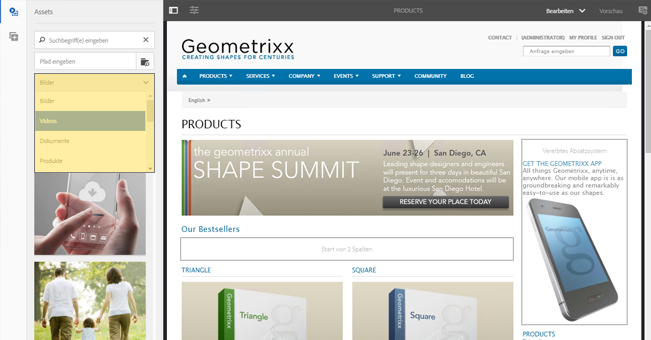 Assets
Suchbegriff(e) eingeben
Pfad eingeben
Bilder
Bilder
Videos
Dokumente
Produkte
PRODUCTS
Bearbeiten
Vorschau
Geometrixx
CREATING SHAPES FOR CENTURIES
CONTACT | (ADMINISTRATOR) MY PROFILE SIGN OUT
Anfrage eingeben
GO
PRODUCTS SERVICES COMPANY EVENTS SUPPORT COMMUNITY BLOG
English >
PRODUCTS
the geometrixx annual
SHAPE SUMMIT
June 23-26 | San Diego, CA
Leading shape designers and engineers
will present for three days in beautiful San
Diego. Event and accomodations will be
at the luxurious San Diego Hotel.
RESERVE YOUR PLACE TODAY
Vererbtes Absatzsystem
GET THE GEOMETRIXX APP
All things Geometrixx, anytime,
anywhere. Our mobile app is is as
groundbreaking and remarkably
easy-to-use as our shapes.
Our Bestsellers
Start von 2 Spalten
TRIANGLE
SQUARE
Geometrixx
Triangle
Geometrixx
Square
PRODUCTS